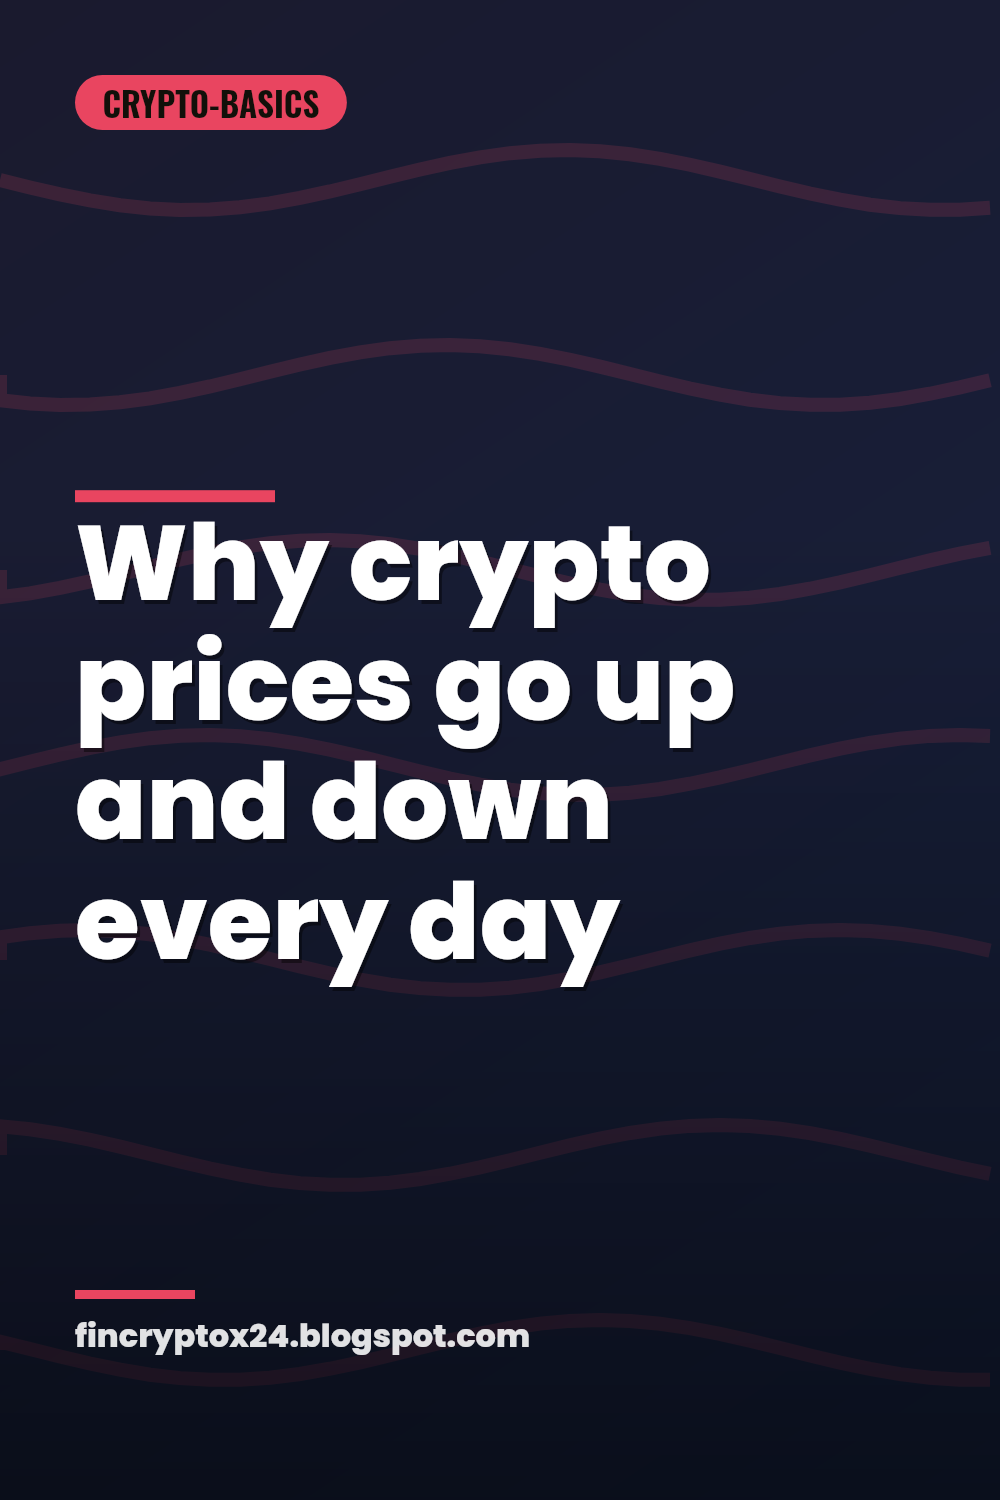 CRYPTO-BASICS
Why crypto
prices go up
and down
every day
fincryptox24.blogspot.com